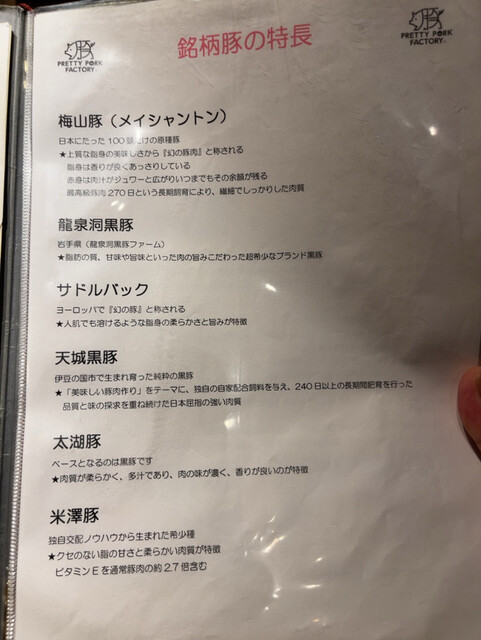 PRETTY PORK
FACTORY
銘柄豚の特長
PRETTY PORK
FACTORY
梅山豚（メイシャントン）
日本にたった100頭だけの原種豚
★上質な脂身の美味しさから『幻の豚肉』と称される
脂身は香りが良くあっさりしている
赤身は肉汁がジュワーと広がりいつまでもその余韻が残る
最高級豚肉270日という長期飼育により、繊細でしっかりした肉質
龍泉洞黒豚
岩手県（龍泉洞黒豚ファーム）
★脂肪の質、甘味や旨味といった肉の旨みこだわった超希少なブランド黒豚
サドルバック
ヨーロッパで『幻の豚』と称される
★人肌でも溶けるような脂身の柔らかさと旨みが特徴
天城黒豚
伊豆の国市で生まれ育った純粋の黒豚
★「美味しい豚肉作り」をテーマに、独自の自家配合飼料を与え、240日以上の長期間肥育を行った
品質と味の探求を重ね続けた日本屈指の強い肉質
太湖豚
ベースとなるのは黒豚です
★肉質が柔らかく、多汁であり、肉の味が濃く、香りが良いのが特徴
米澤豚
独自交配ノウハウから生まれた希少種
★クセのない脂の甘さと柔らかい肉質が特徴
ビタミンEを通常豚肉の約2.7倍含む